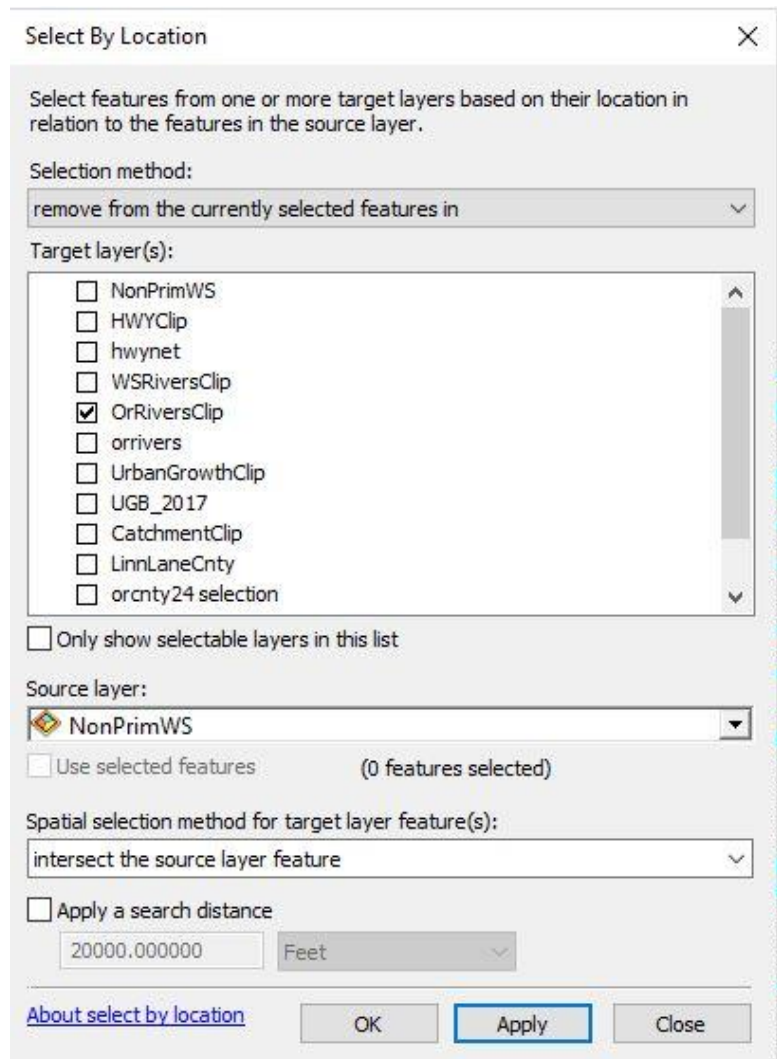 Select By Location
Select features from one or more target layers based on their location in
relation to the features in the source layer.
Selection method:
remove from the currently selected features in
Target layer(s):
NonPrimWS
HWYClip
hwynet
WSRiversClip
OrRiversClip
orrivers
UrbanGrowthClip
UGB_2017
CatchmentClip
LinnLaneCnty
orcnty24 selection
Only show selectable layers in this list
Source layer:
NonPrimWS
Use selected features (0 features selected)
Spatial selection method for target layer feature(s):
intersect the source layer feature
Apply a search distance
20000.000000 Feet
About select by location OK Apply Close